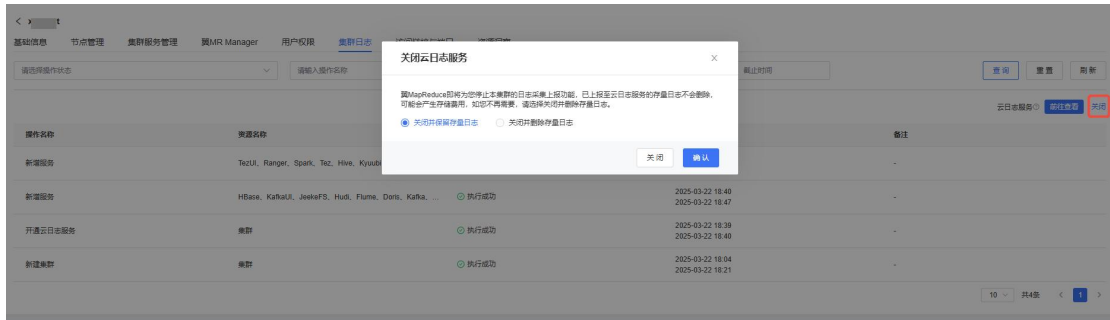 基础信息 节点管理 集群服务管理 翼MR Manager 用户权限 集群日志
关闭云日志服务
请选择操作状态 请输入操作名称 截止时间 查询 重置 刷新
翼MapReduce即将为您停止本集群的日志采集上报功能，已上报至云日志服务的存量日志不会删除，
可能会产生存储费用，如您不再需要，请选择关闭并删除存量日志。
云日志服务 前往查看 关闭
关闭并保留存量日志 关闭并删除存量日志
操作名称 资源名称 备注
关闭 确认
新增服务 TezUI、Ranger、Spark、Tez、Hive、Kyuubi -
新增服务 HBase、KafkaUI、JeekeFS、Hudi、Flume、Doris、Kafka、... 执行成功 2025-03-22 18:40 -
2025-03-22 18:47
开通云日志服务 集群 执行成功 2025-03-22 18:39 -
2025-03-22 18:40
新建集群 集群 执行成功 2025-03-22 18:04 -
2025-03-22 18:21
10 共4条 1